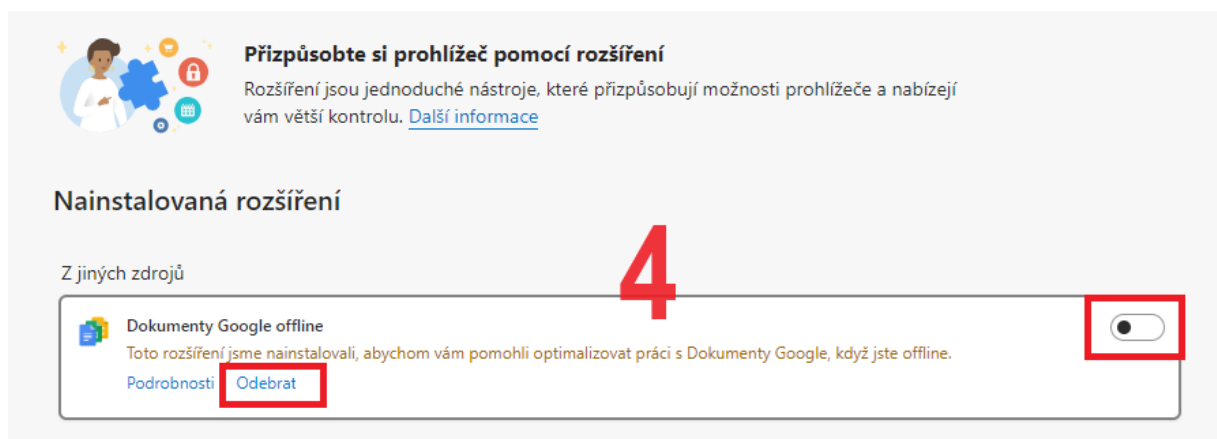 Přizpůsobte si prohlížeč pomocí rozšíření
Rozšíření jsou jednoduché nástroje, které přizpůsobují možnosti prohlížeče a nabízejí
vám větší kontrolu. Další informace
Nainstalovaná rozšíření
4
Z jiných zdrojů
Dokumenty Google offline
Toto rozšíření jsme nainstalovali, abychom vám pomohli optimalizovat práci s Dokumenty Google, když jste offline.
Podrobnosti Odebrat